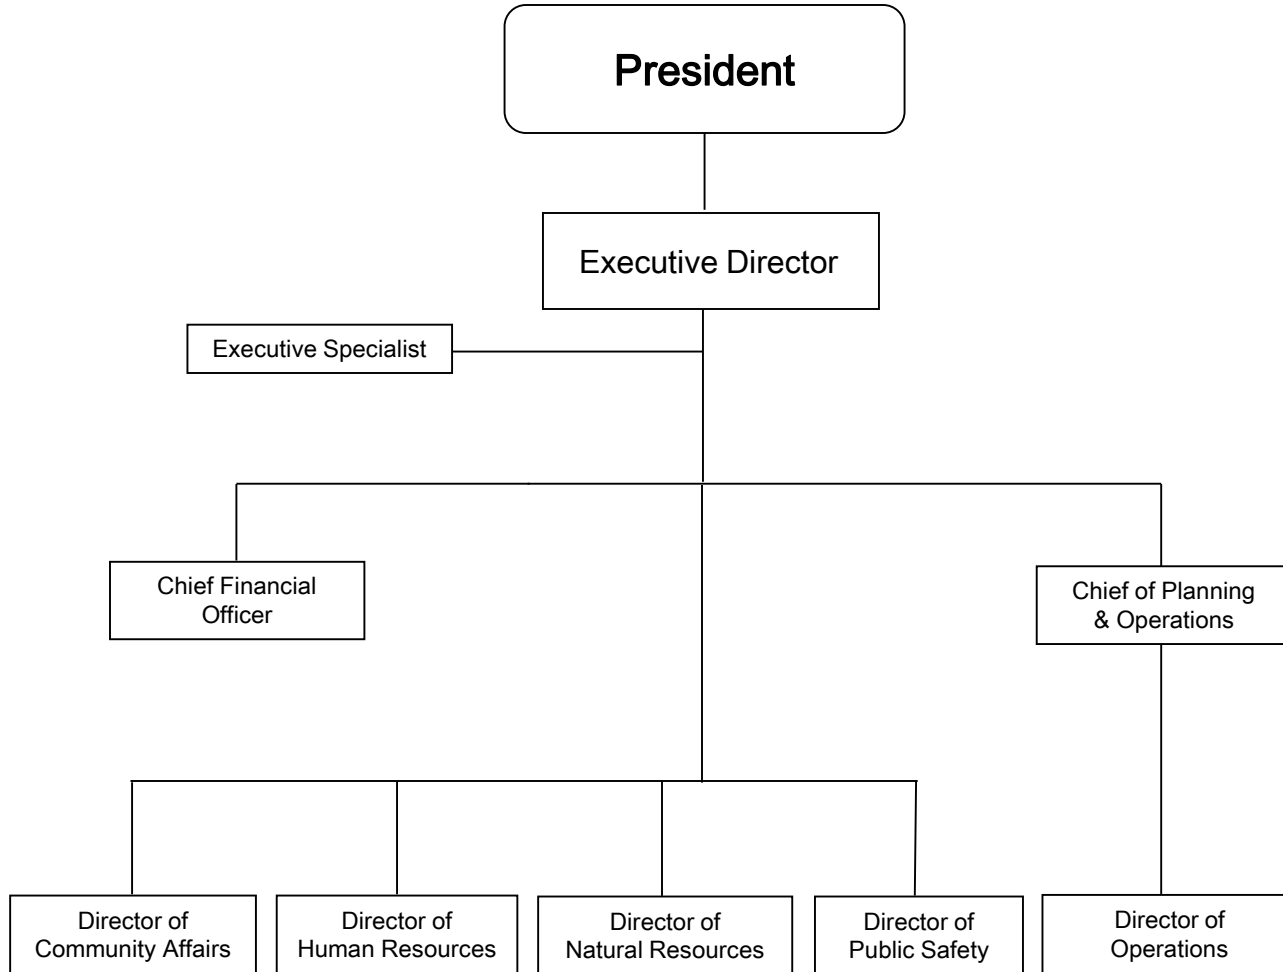 President
Executive Director
Executive Specialist
Chief Financial
Officer
Chief of Planning
& Operations
Director of
Community Affairs
Director of
Human Resources
Director of
Natural Resources
Director of
Public Safety
Director of
Operations